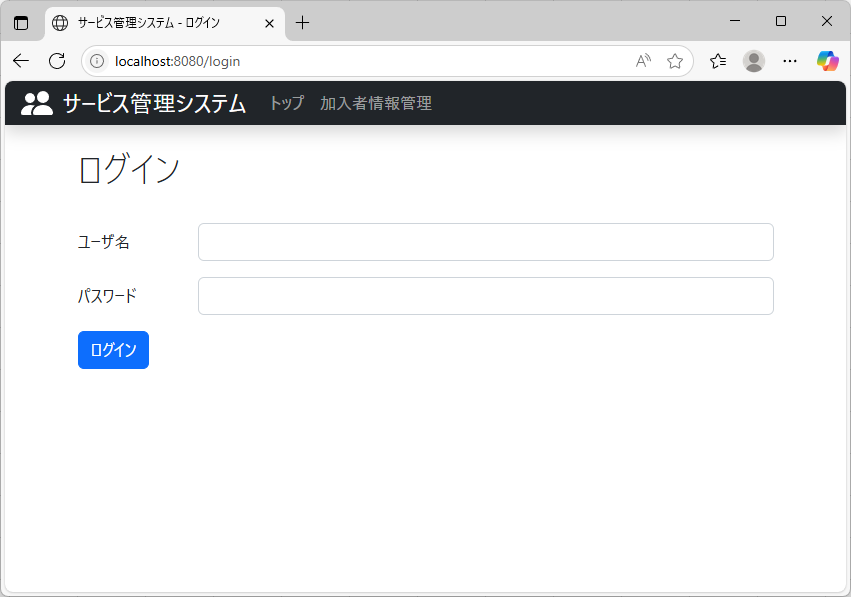 サービス管理システム - ログイン
localhost:8080/login
サービス管理システム トップ 加入者情報管理
ログイン
ユーザ名
パスワード
ログイン